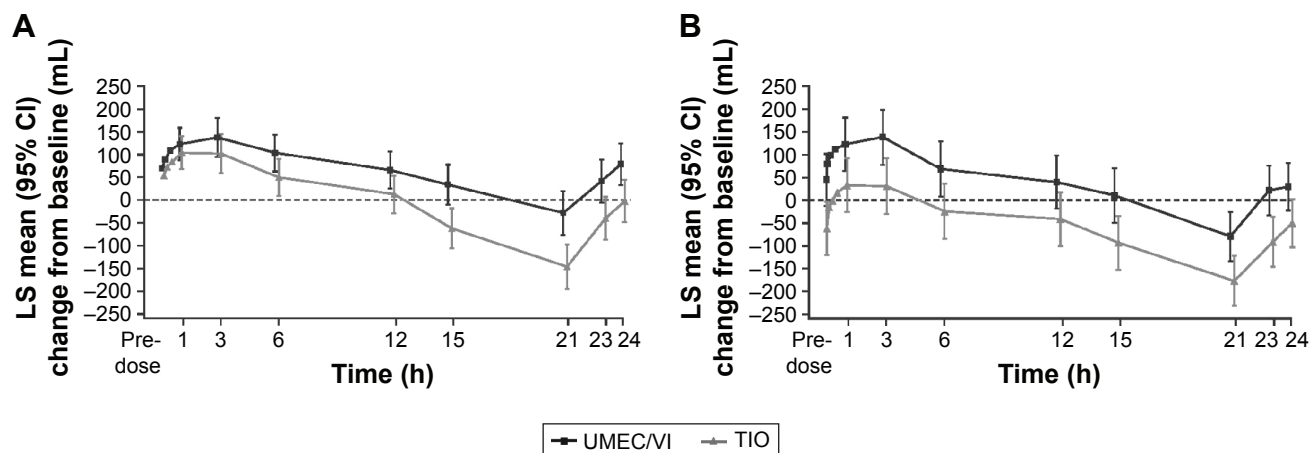 A
LS mean (95% CI)
change from baseline (mL)
250
200
150
100
50
0
–50
–100
–150
–200
–250
Pre-
dose
1
3
6
12
15
21
23
24
Time (h)
B
LS mean (95% CI)
change from baseline (mL)
250
200
150
100
50
0
–50
–100
–150
–200
–250
Pre-
dose
1
3
6
12
15
21
23
24
Time (h)
UMEC/VI
TIO